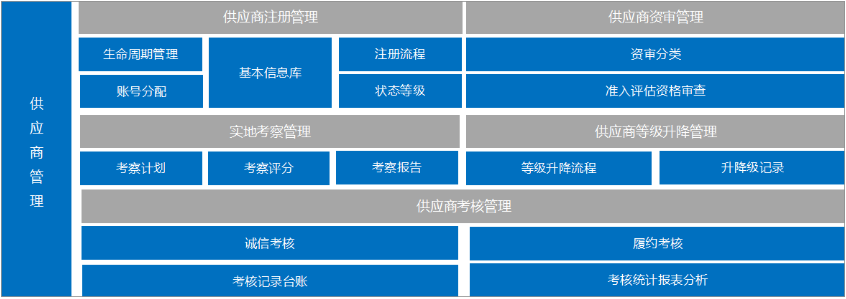 供应商管理
供应商注册管理
供应商资审管理
生命周期管理
基本信息库
注册流程
资审分类
账号分配
状态等级
准入评估资格审查
实地考察管理
供应商等级升降管理
考察计划
考察评分
考察报告
等级升降流程
升降级记录
供应商考核管理
诚信考核
履约考核
考核记录台账
考核统计报表分析